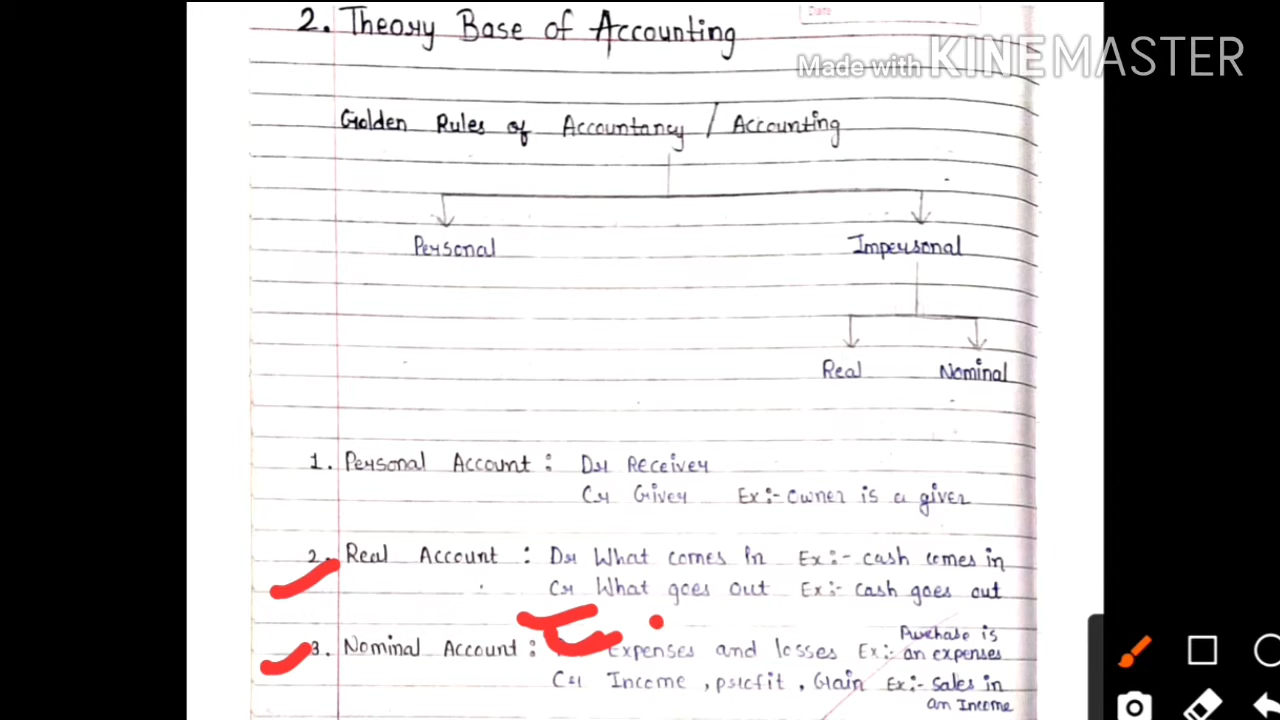 Date
2. Theory Base of Accounting
Made with KINEMASTER
Golden Rules of Accountancy / Accounting
Personal
Impersonal
Real
Nominal
1. Personal Account : Dr Receiver
Cr Giver Ex:- owner is a giver
2. Real Account : Dr What comes in Ex:- cash comes in
Cr What goes out Ex:- cash goes out
3. Nominal Account : Expenses and losses Ex:- Purchase is an expenses
Cr Income, profit, Gain Ex:- Sales in an Income